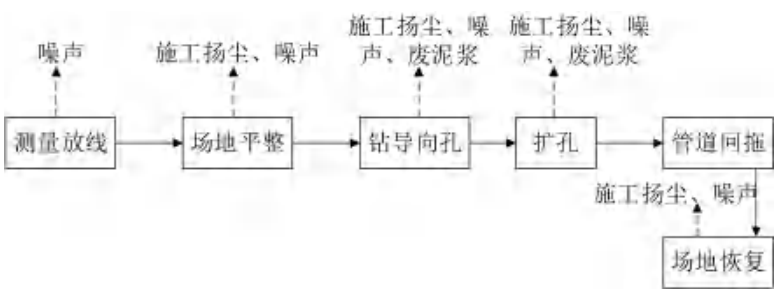 噪声
施工扬尘、噪声
施工扬尘、噪
声、废泥浆
施工扬尘、噪
声、废泥浆
测量放线
场地平整
钻导向孔
扩孔
管道回拖
施工扬尘、噪声
场地恢复